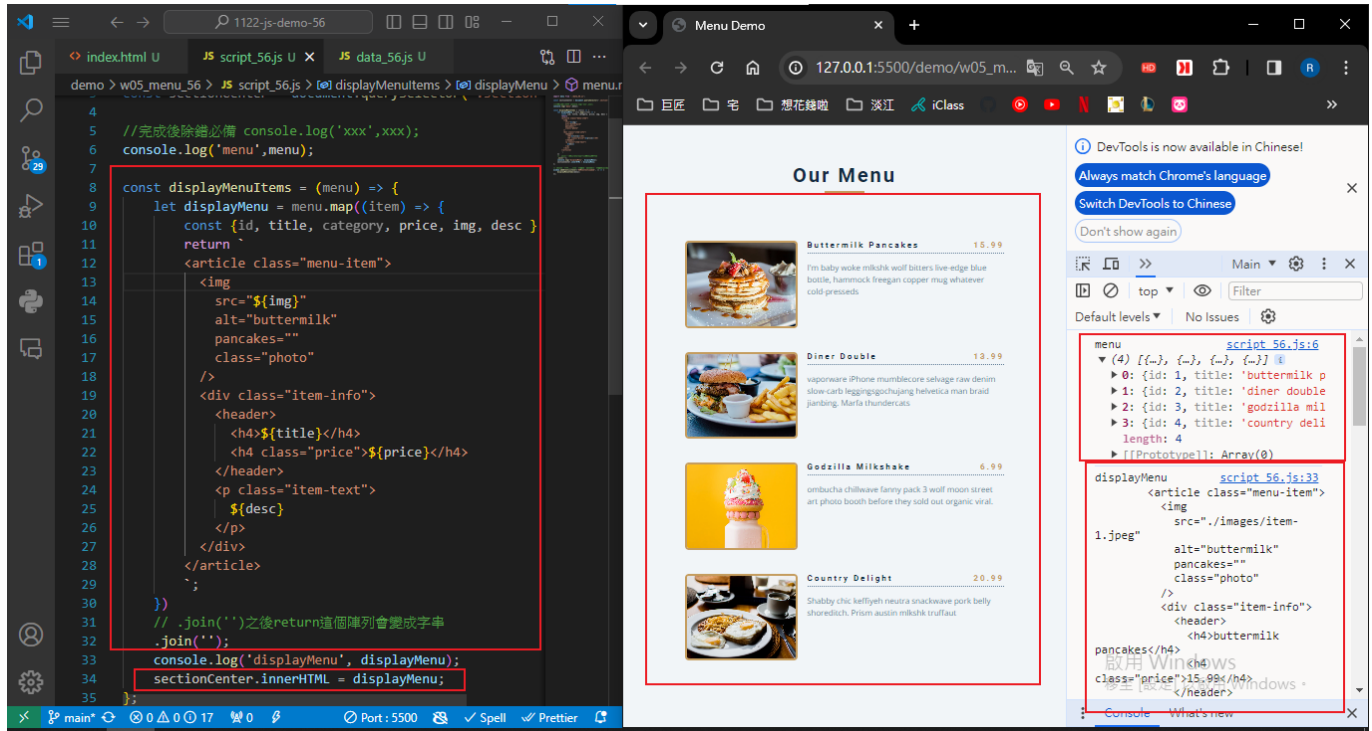 1122-js-demo-56
index.html U
JS script_56.js U
JS data_56.js U
demo > w05_menu_56 > JS script_56.js > displayMenuItems > displayMenu > menu.r
4
5 //完成後除錯必備 console.log('xxx',xxx);
6 console.log('menu',menu);
7
8 const displayMenuItems = (menu) => {
9 let displayMenu = menu.map((item) => {
10 const {id, title, category, price, img, desc }
11 return `
12 <article class="menu-item">
13 <img
14 src="${img}"
15 alt="buttermilk"
16 pancakes=""
17 class="photo"
18 />
19 <div class="item-info">
20 <header>
21 <h4>${title}</h4>
22 <h4 class="price">${price}</h4>
23 </header>
24 <p class="item-text">
25 ${desc}
26 </p>
27 </div>
28 </article>
29 `;
30 })
31 // .join('')之後return這個陣列會變成字串
32 .join('');
33 console.log('displayMenu', displayMenu);
34 sectionCenter.innerHTML = displayMenu;
35 };
29
1
main* 0 0 17 0 Port : 5500 Spell Prettier
Menu Demo
127.0.0.1:5500/demo/w05_m...
HD
R
巨匠 宅 想花錢啦 淡江 iClass
Our Menu
Buttermilk Pancakes 15.99
I'm baby woke mlkshk wolf bitters live-edge blue
bottle, hammock freegan copper mug whatever
cold-presseds
Diner Double 13.99
vaporware iPhone mumblecore selvage raw denim
slow-carb leggingsgochujang helvetica man braid
jianbing. Marfa thundercats
Godzilla Milkshake 6.99
ombucha chillwave fanny pack 3 wolf moon street
art photo booth before they sold out organic viral.
Country Delight 20.99
Shabby chic keffiyeh neutra snackwave pork belly
shoreditch. Prism austin mlkshk truffaut
DevTools is now available in Chinese!
Always match Chrome's language
Switch DevTools to Chinese
Don't show again
Main
top
Filter
Default levels
No Issues
menu script_56.js:6
(4) [{…}, {…}, {…}, {…}]
0: {id: 1, title: 'buttermilk p
1: {id: 2, title: 'diner double
2: {id: 3, title: 'godzilla mil
3: {id: 4, title: 'country deli
length: 4
[[Prototype]]: Array(0)
displayMenu script_56.js:33
<article class="menu-item">
<img
src="./images/item-
1.jpeg"
alt="buttermilk"
pancakes=""
class="photo"
/>
<div class="item-info">
<header>
<h4>buttermilk
pancakes</h4>
啟用 Windows
<h4
class="price">15.99</h4>
</header>
Console What's new